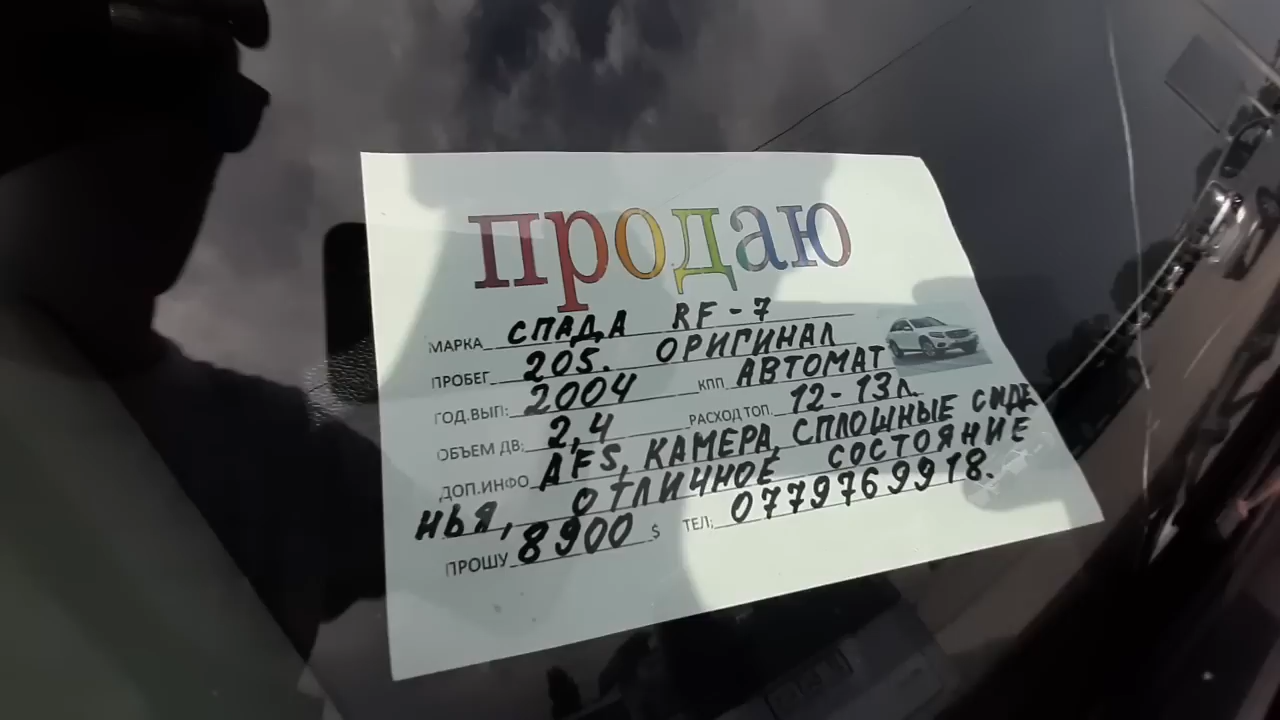 продаю
МАРКА СПАДА RF-7
ПРОБЕГ 205. ОРИГИНАЛ
ГОД.ВЫП: 2004 КПП АВТОМАТ
ОБЪЕМ ДВ: 2,4 РАСХОД ТОП. 12-13л.
ДОП.ИНФО AFS, КАМЕРА, СПЛОШНЫЕ СИДЕ
НЬЯ, ОТЛИЧНОЕ СОСТОЯНИЕ
ПРОШУ 8900 $ ТЕЛ: 0779769918.